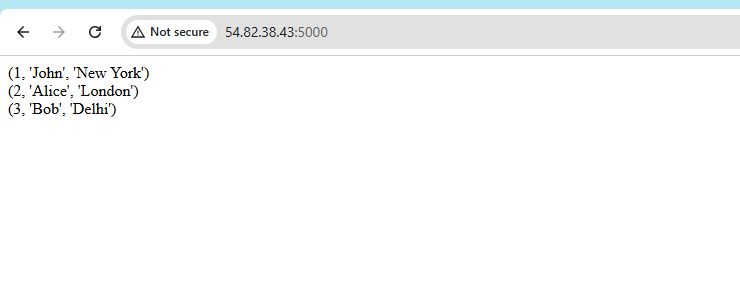 Not secure 54.82.38.43:5000
(1, 'John', 'New York')
(2, 'Alice', 'London')
(3, 'Bob', 'Delhi')